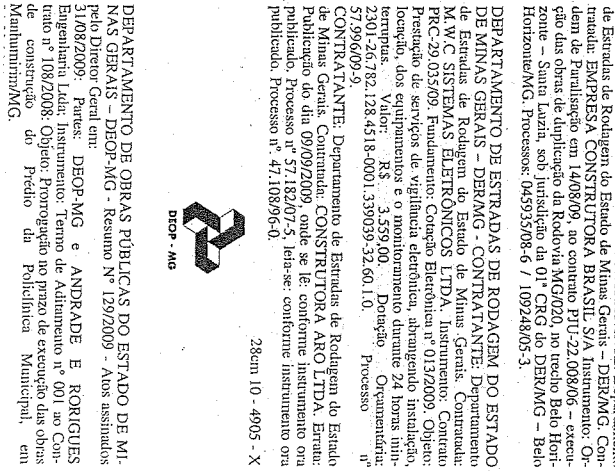 de Estradas de Rodagem do Estado de Minas Gerais – DER/MG. Con-
tratada: EMPRESA CONSTRUTORA BRASIL S/A -Instrumento: Or-
dem de Paralisação em 14/08/09, ao contrato PJU-22.008/06 – execu-
ção das obras de duplicação da Rodovia MG/020, no trecho Belo Hori-
zonte – Santa Luzia, sob jurisdição da 01ª CRG do DER/MG – Belo
Horizonte/MG. Processos: 045935/08-6 / 109248/05-3.
DEPARTAMENTO DE ESTRADAS DE RODAGEM DO ESTADO
DE MINAS GERAIS – DER/MG - CONTRATANTE: Departamento
de Estradas de Rodagem do Estado de Minas Gerais. Contratada:
M.W.C SISTEMAS ELETRÔNICOS LTDA. Instrumento: Contrato
PRC-29.035/09. Fundamento: Cotação Eletrônica nº 013/2009. Objeto:
Prestação de serviços de vigilância eletrônica, abrangendo instalação,
locação, dos equipamentos e o monitoramento durante 24 horas inin-
terruptas. Valor: R$ 3.559,00. Dotação Orçamentária:
2301-26.782.128.4518-0001.339039-32.60.1.0. Processo nº
57.996/09-9.
CONTRATANTE: Departamento de Estradas de Rodagem do Estado
de Minas Gerais. Contratada: CONSTRUTORA ARO LTDA. Errata:
Publicação do dia 09/09/2009, onde se lê: conforme instrumento ora
publicado. Processo nº 57.182/07-5, leia-se: conforme instrumento ora
publicado. Processo nº. 47.108/96-0.
28cm 10 - 4905 - X
DEOP - MG
DEPARTAMENTO DE OBRAS PÚBLICAS DO ESTADO DE MI-
NAS GERAIS – DEOP-MG - Resumo Nº 129/2009 - Atos assinados
pelo Diretor Geral em:
31/08/2009: Partes: DEOP-MG e ANDRADE E RORIGUES
Engenharia Ltda; Instrumento: Termo de Aditamento nº 001 ao Con-
trato nº 108/2008; Objeto: Prorrogação no prazo de execução das obras
de construção do Prédio da Policlínica Municipal, em
Manhumirim/MG.